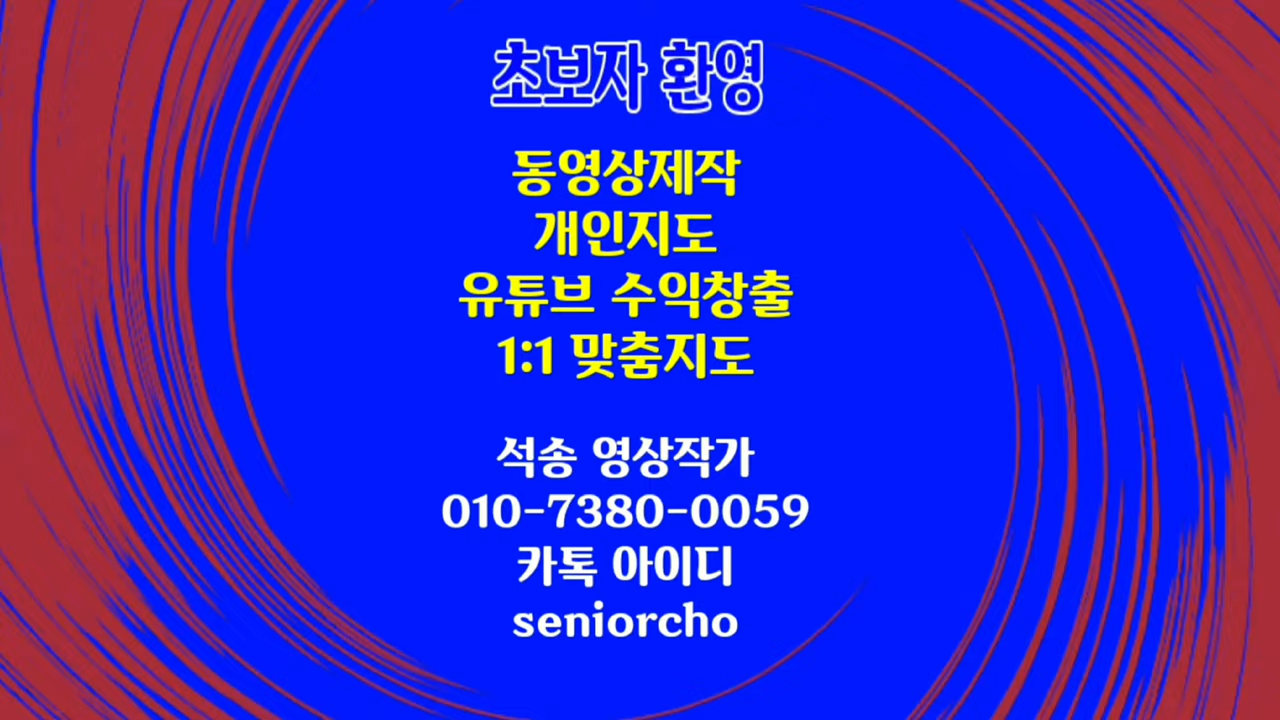 초보자 환영
동영상제작
개인지도
유튜브 수익창출
1:1 맞춤지도
석송 영상작가
010-7380-0059
카톡 아이디
seniorcho